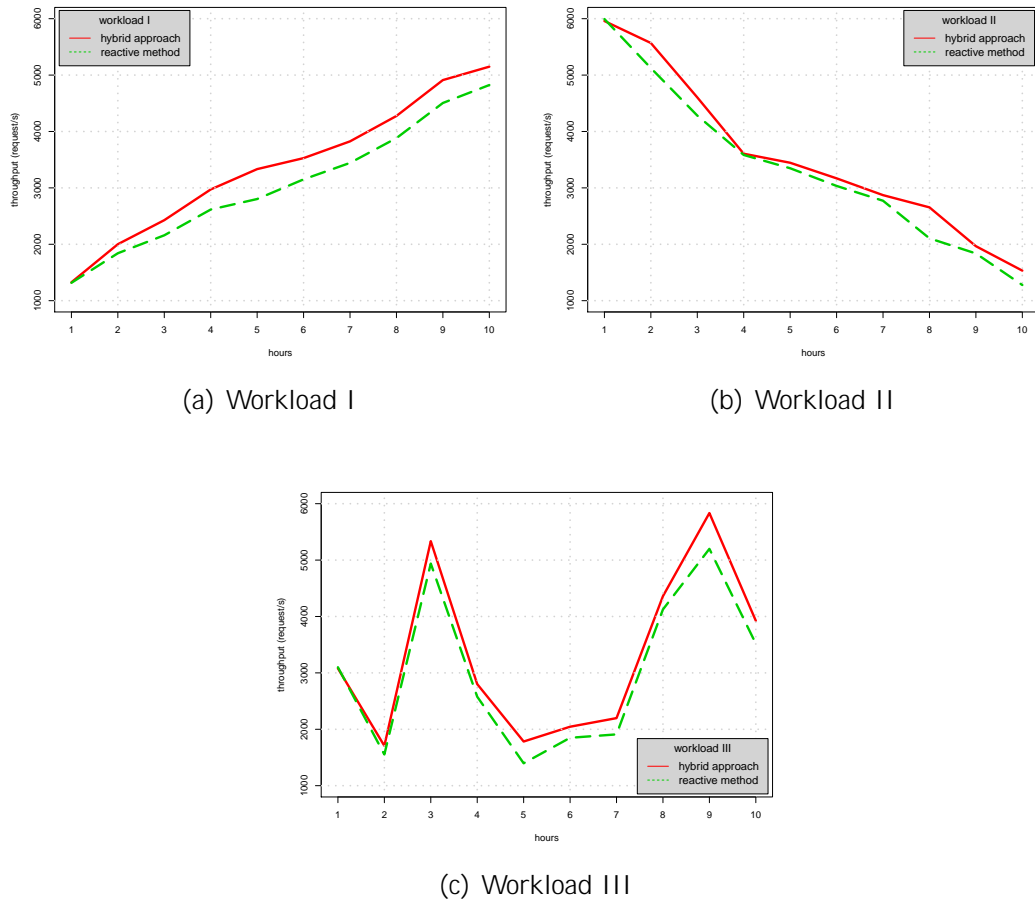 workload I
hybrid approach
reactive method
throughput (request/s)
1000 2000 3000 4000 5000 6000
1 2 3 4 5 6 7 8 9 10
hours
(a) Workload I
workload II
hybrid approach
reactive method
throughput (request/s)
1000 2000 3000 4000 5000 6000
1 2 3 4 5 6 7 8 9 10
hours
(b) Workload II
throughput (request/s)
1000 2000 3000 4000 5000 6000
workload III
hybrid approach
reactive method
1 2 3 4 5 6 7 8 9 10
hours
(c) Workload III